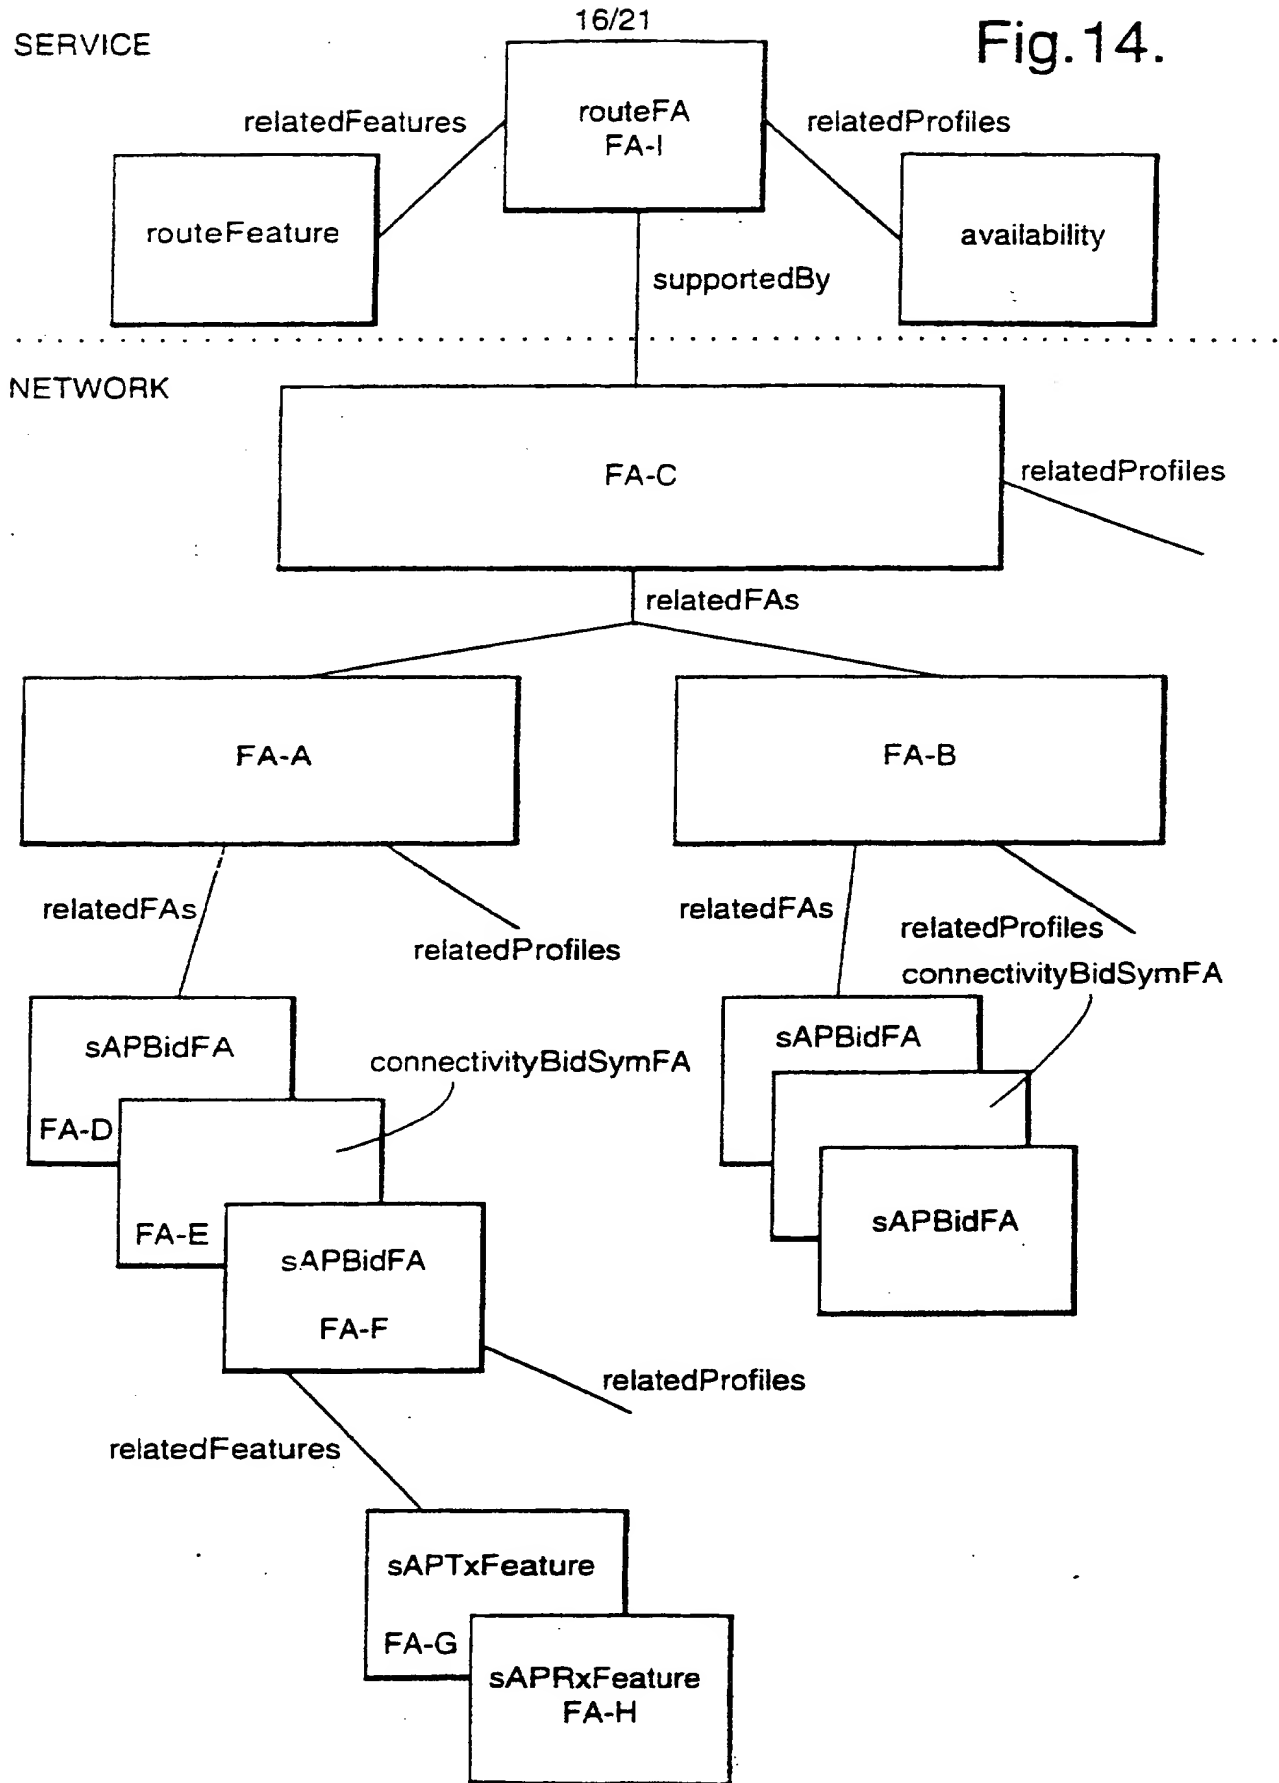 16/21
SERVICE
Fig.14.
routeFA
FA-I
relatedFeatures
relatedProfiles
routeFeature
availability
supportedBy
NETWORK
FA-C
relatedProfiles
relatedFAs
FA-A
FA-B
relatedFAs
relatedProfiles
relatedFAs
relatedProfiles
connectivityBidSymFA
sAPBidFA
FA-D
connectivityBidSymFA
FA-E
sAPBidFA
FA-F
sAPBidFA
sAPBidFA
relatedProfiles
relatedFeatures
sAPTxFeature
FA-G
sAPRxFeature
FA-H